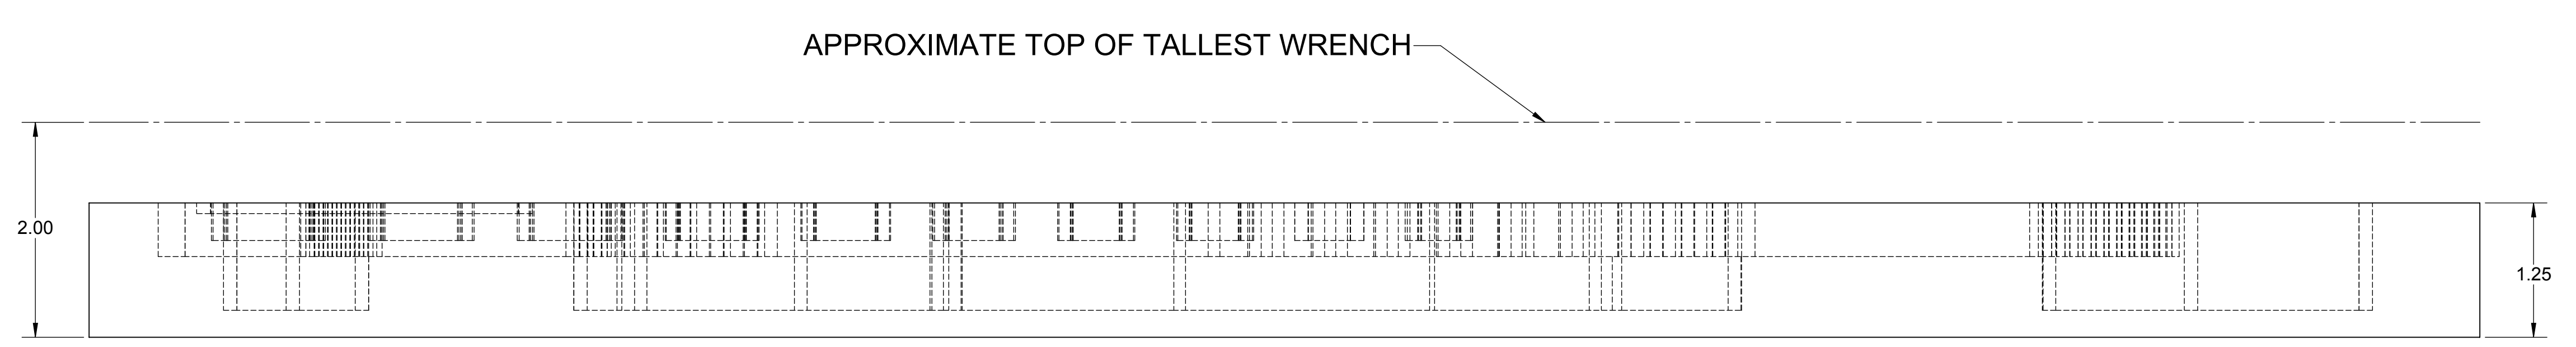 APPROXIMATE TOP OF TALLEST WRENCH
2.00
1.25